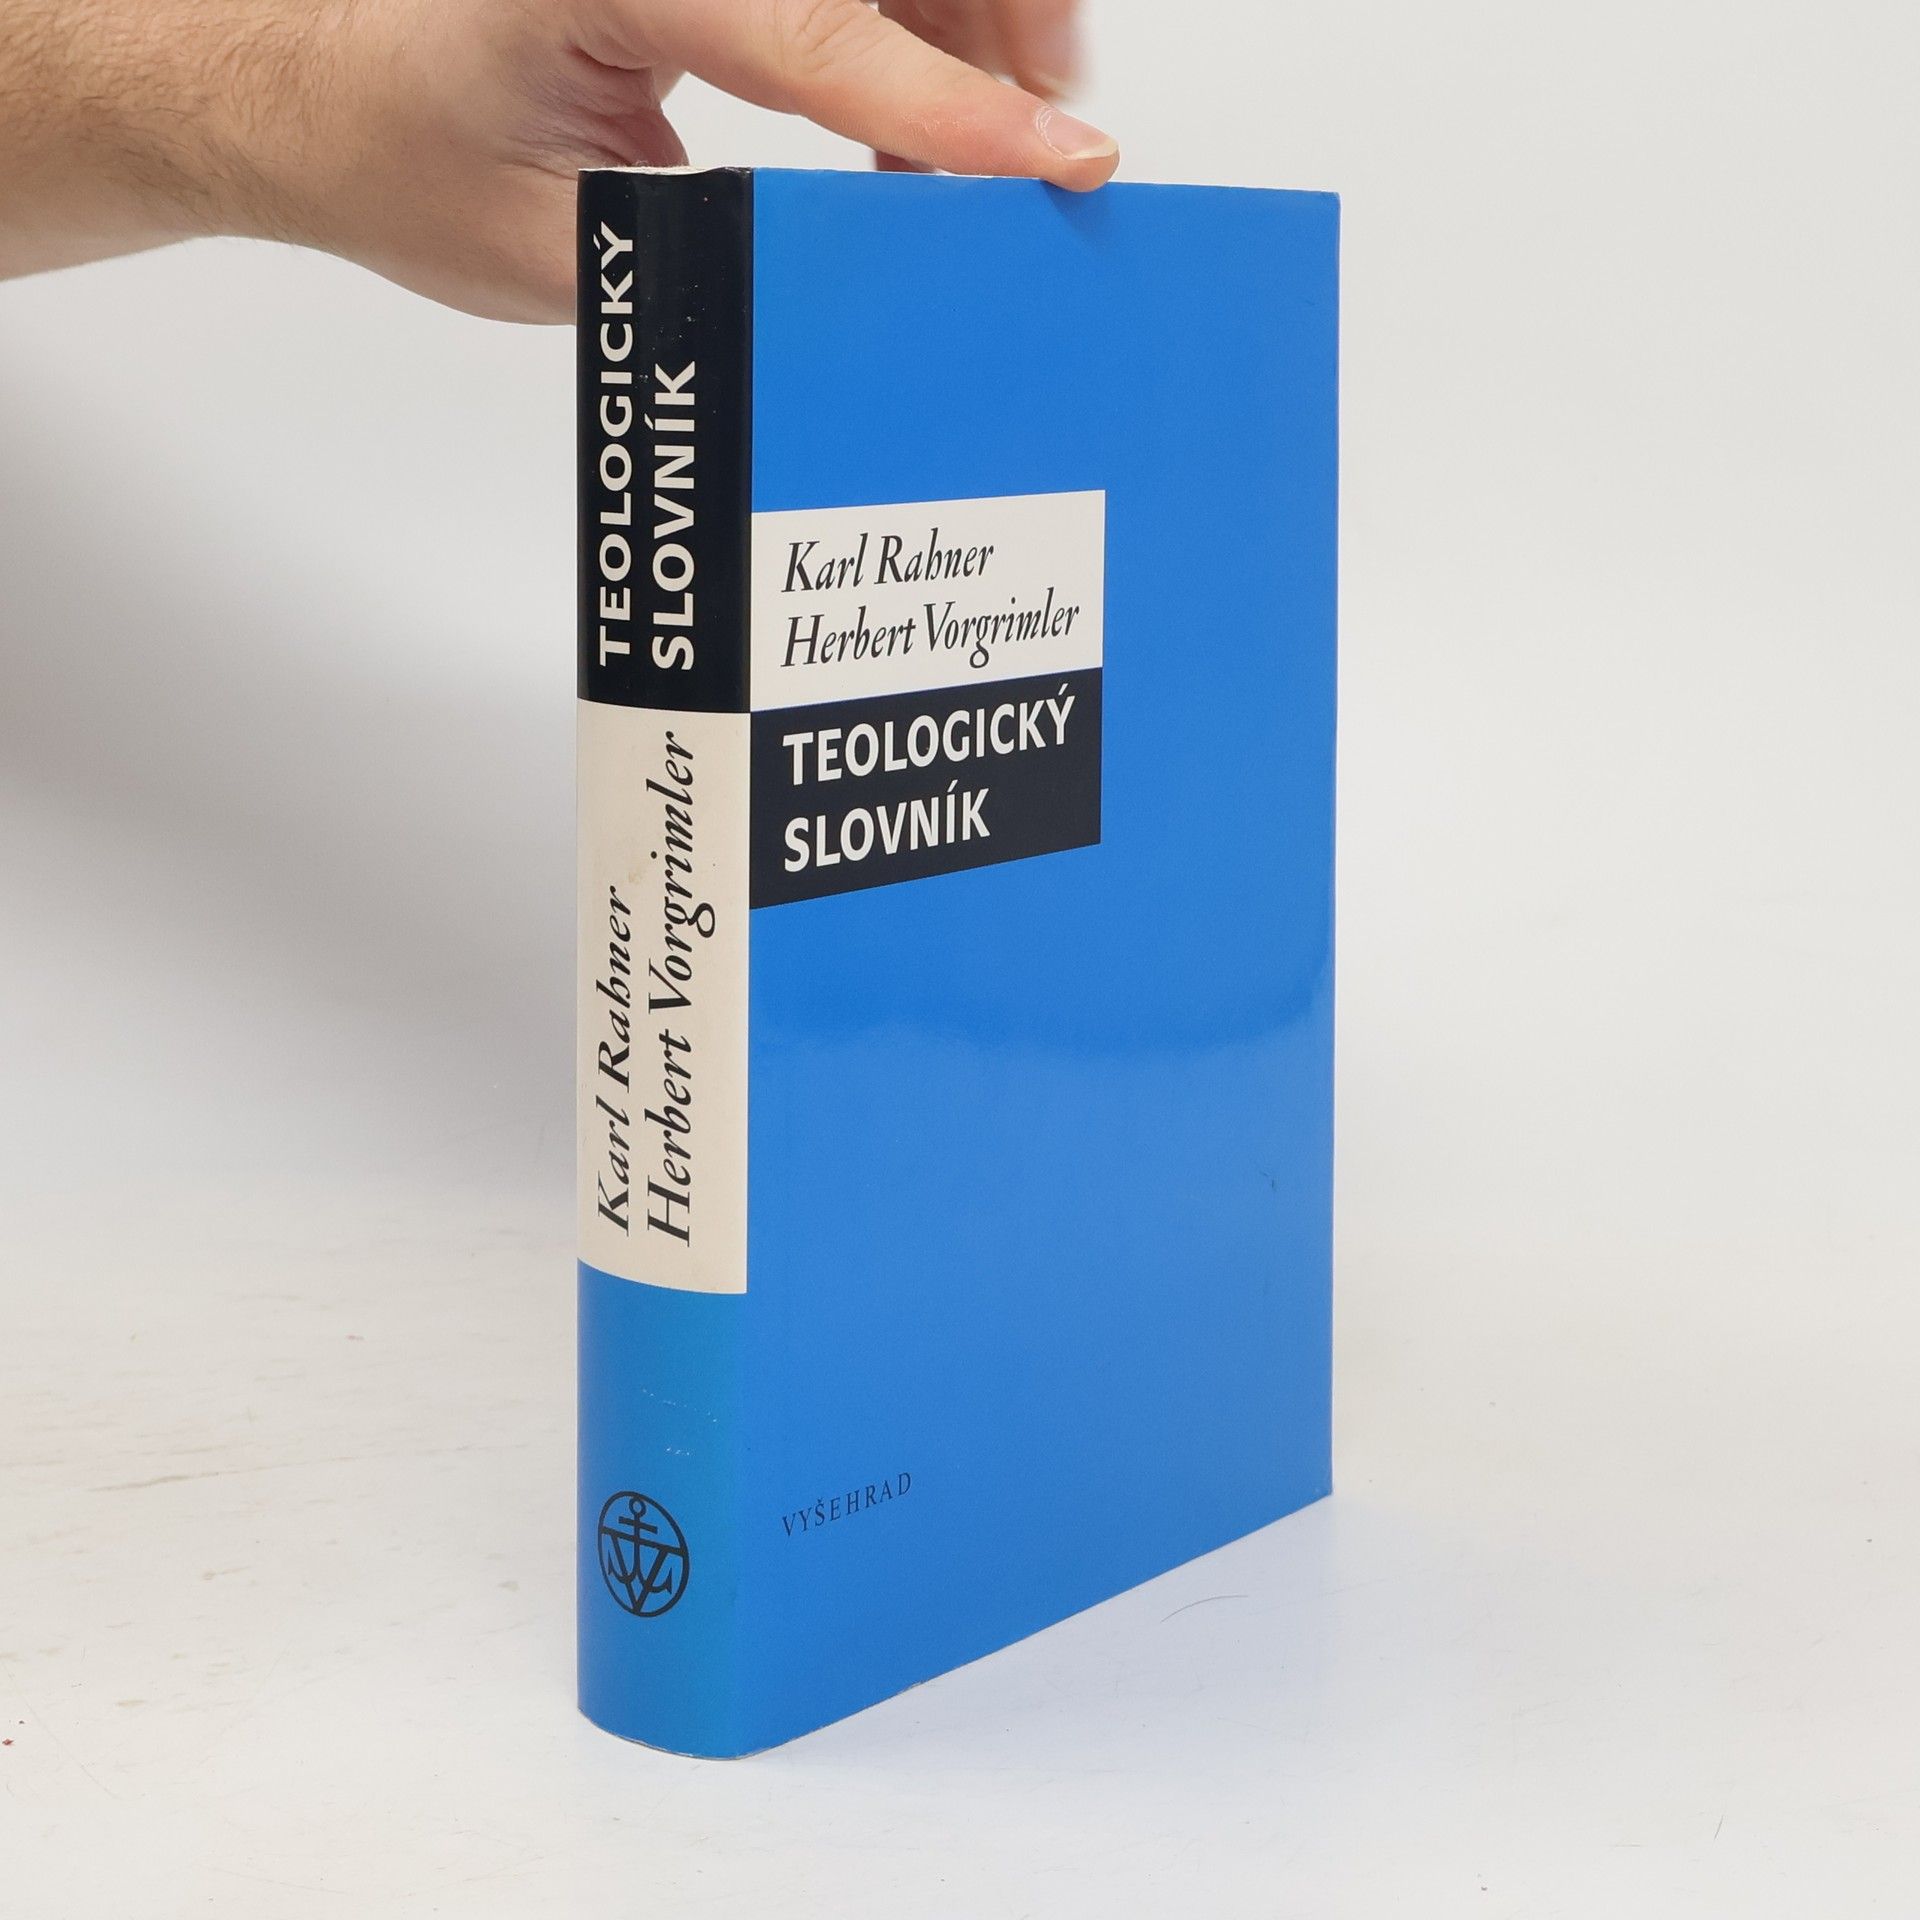 TEOLOGICKÝ
SLOVNÍK
Karl Rahner
Herbert Vorgrimler
Karl Rahner
Herbert Vorgrimler
TEOLOGICKÝ
SLOVNÍK
VYŠEHRAD